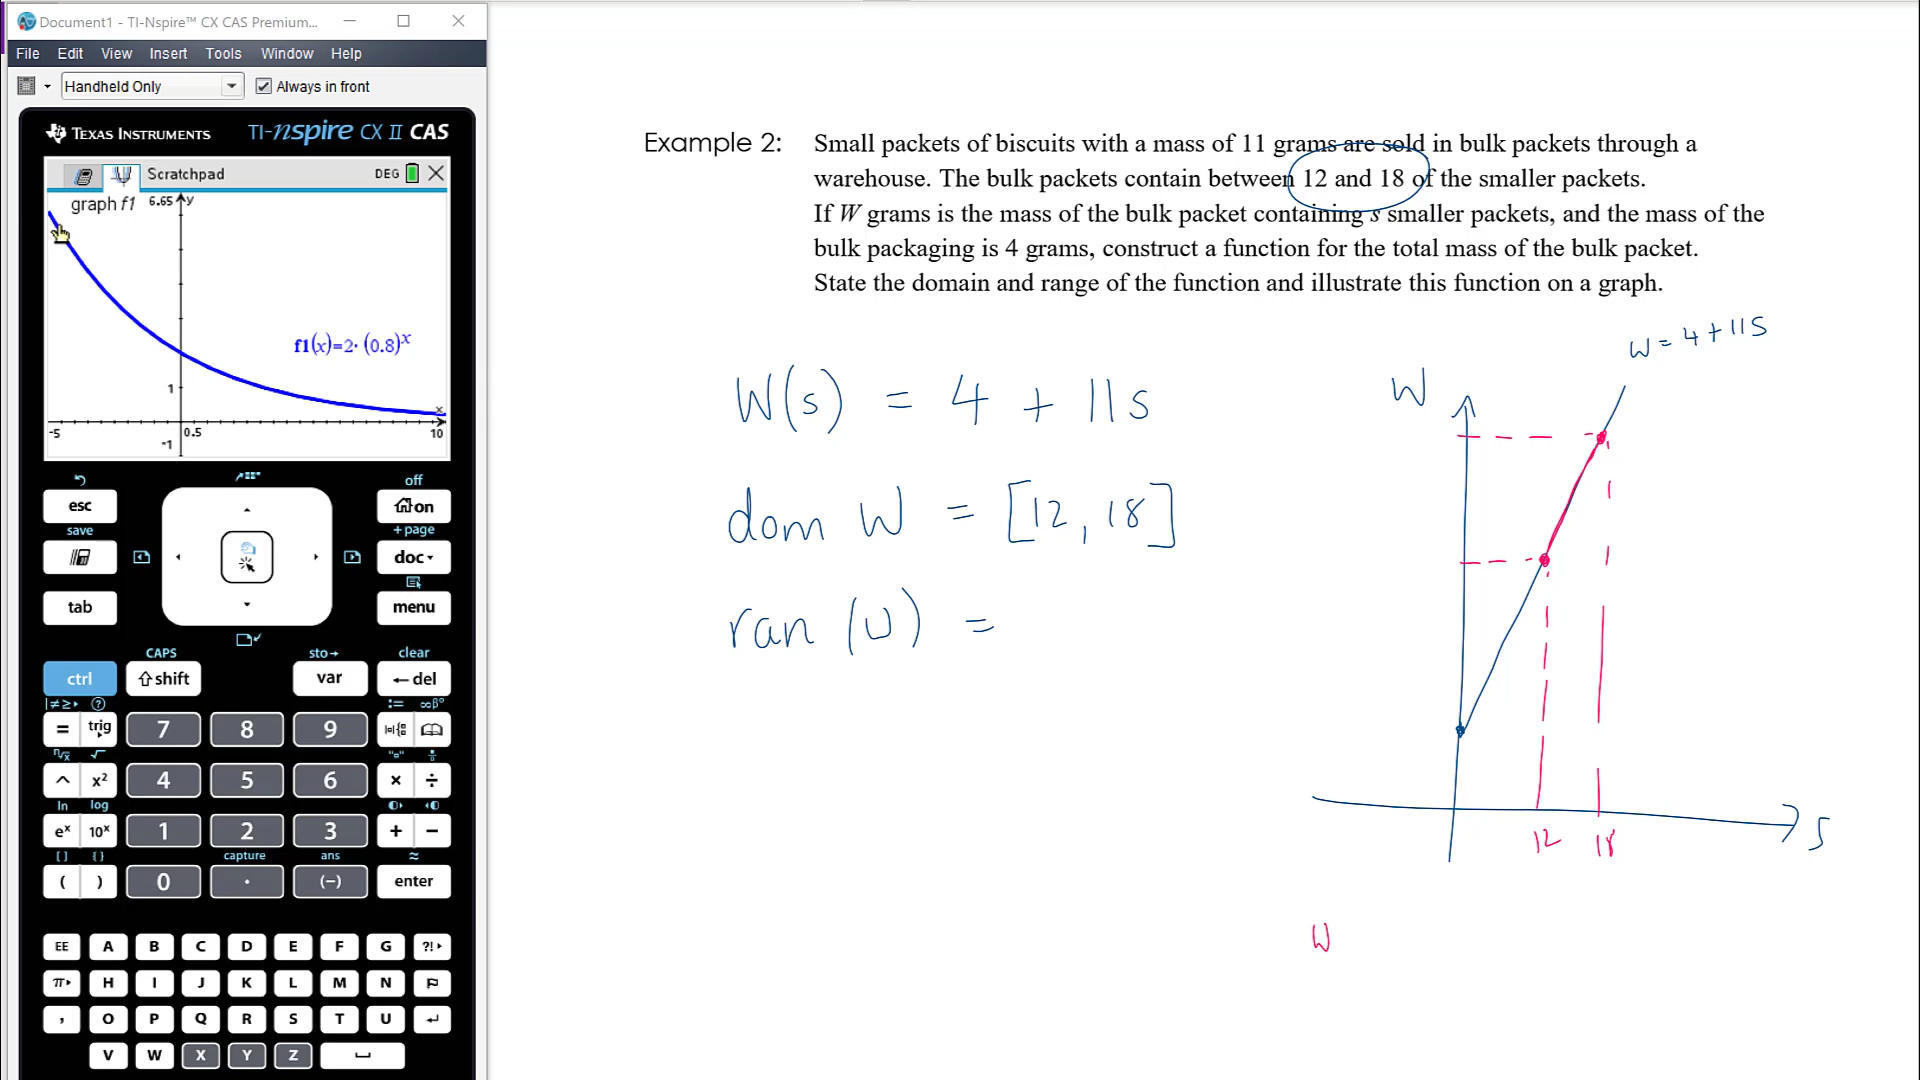 Document1 - TI-Nspire™ CX CAS Premium...
File Edit View Insert Tools Window Help
Handheld Only Always in front
TEXAS INSTRUMENTS TI-nspire CX II CAS
Scratchpad DEG
graph f1 6.65 y
f1(x)=2·(0.8)^x
1
x
-5 0.5 10
-1
off
esc on
save + page
doc
tab menu
CAPS sto→ clear
ctrl shift var ←del
|≠≥▸ ? := ∞β°
= trig 7 8 9
ⁿ√x √
^ x² 4 5 6 × ÷
ln log
eˣ 10ˣ 1 2 3 + −
[ ] { } capture ans ≈
( ) 0 . (−) enter
EE A B C D E F G ?!▸
π▸ H I J K L M N
, O P Q R S T U
V W X Y Z
Example 2: Small packets of biscuits with a mass of 11 grams are sold in bulk packets through a
warehouse. The bulk packets contain between 12 and 18 of the smaller packets.
If W grams is the mass of the bulk packet containing s smaller packets, and the mass of the
bulk packaging is 4 grams, construct a function for the total mass of the bulk packet.
State the domain and range of the function and illustrate this function on a graph.
W(s) = 4 + 11s
dom W = [12, 18]
ran (W) =
W = 4 + 11s
W
12 18 s
W